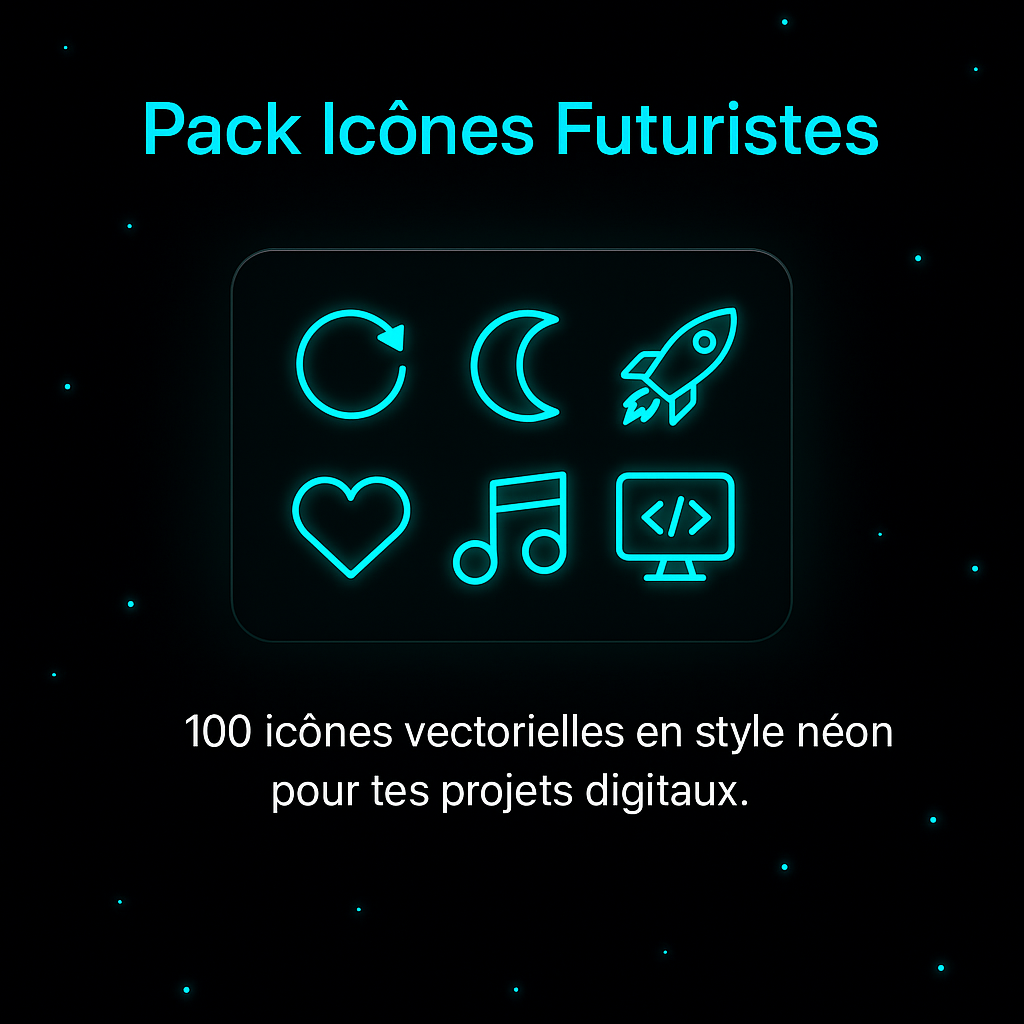 Pack Icônes Futuristes
</>
100 icônes vectorielles en style néon
pour tes projets digitaux.